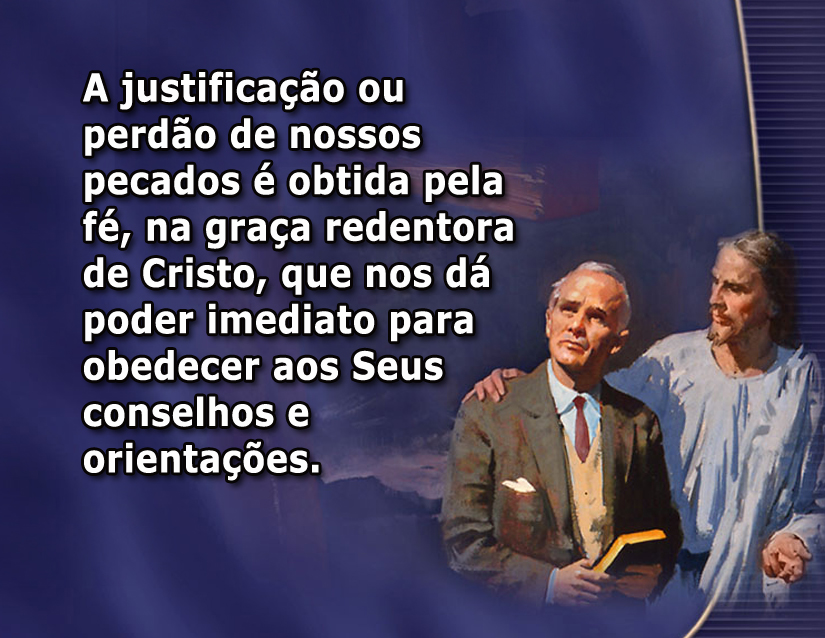 A justificação ou
perdão de nossos
pecados é obtida pela
fé, na graça redentora
de Cristo, que nos dá
poder imediato para
obedecer aos Seus
conselhos e
orientações.